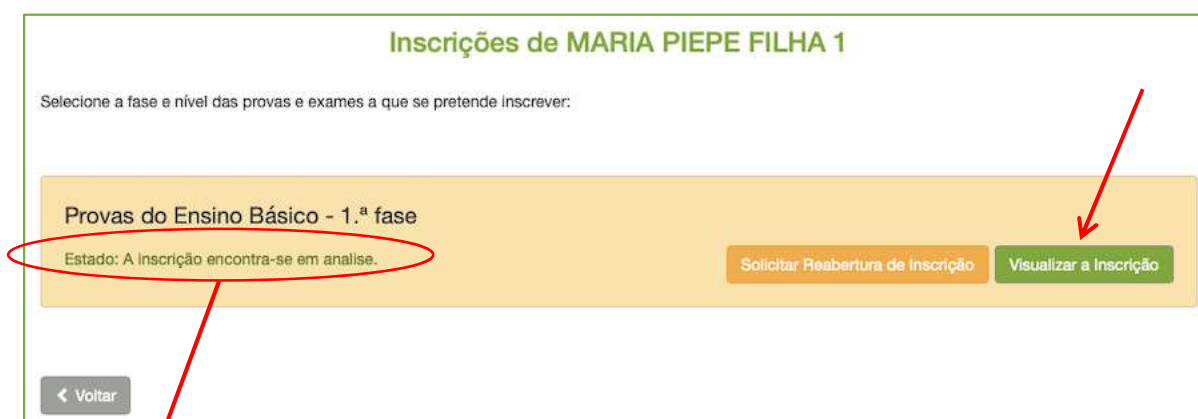 Inscrições de MARIA PIEPE FILHA 1
Selecione a fase e nível das provas e exames a que se pretende inscrever:
Provas do Ensino Básico - 1.ª fase
Estado: A inscrição encontra-se em analise.
Solicitar Reabertura de Inscrição
Visualizar a Inscrição
Voltar